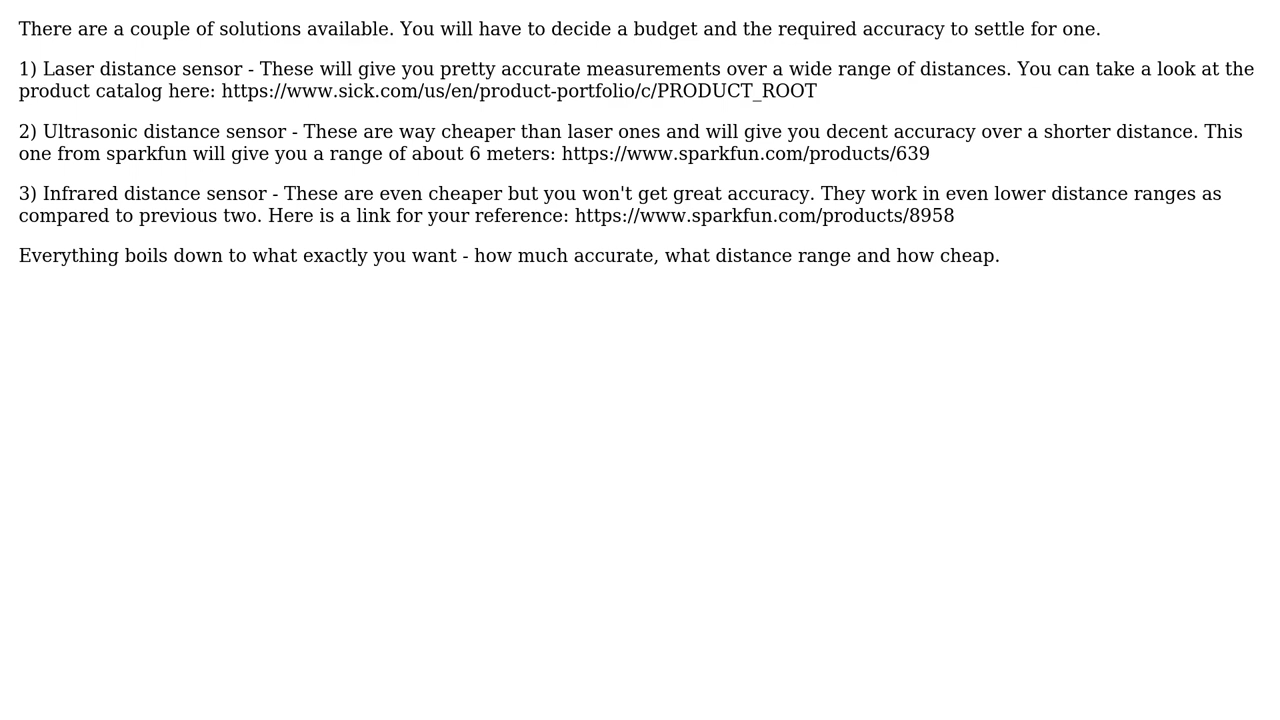 There are a couple of solutions available. You will have to decide a budget and the required accuracy to settle for one.
1) Laser distance sensor - These will give you pretty accurate measurements over a wide range of distances. You can take a look at the
product catalog here: https://www.sick.com/us/en/product-portfolio/c/PRODUCT_ROOT
2) Ultrasonic distance sensor - These are way cheaper than laser ones and will give you decent accuracy over a shorter distance. This
one from sparkfun will give you a range of about 6 meters: https://www.sparkfun.com/products/639
3) Infrared distance sensor - These are even cheaper but you won't get great accuracy. They work in even lower distance ranges as
compared to previous two. Here is a link for your reference: https://www.sparkfun.com/products/8958
Everything boils down to what exactly you want - how much accurate, what distance range and how cheap.